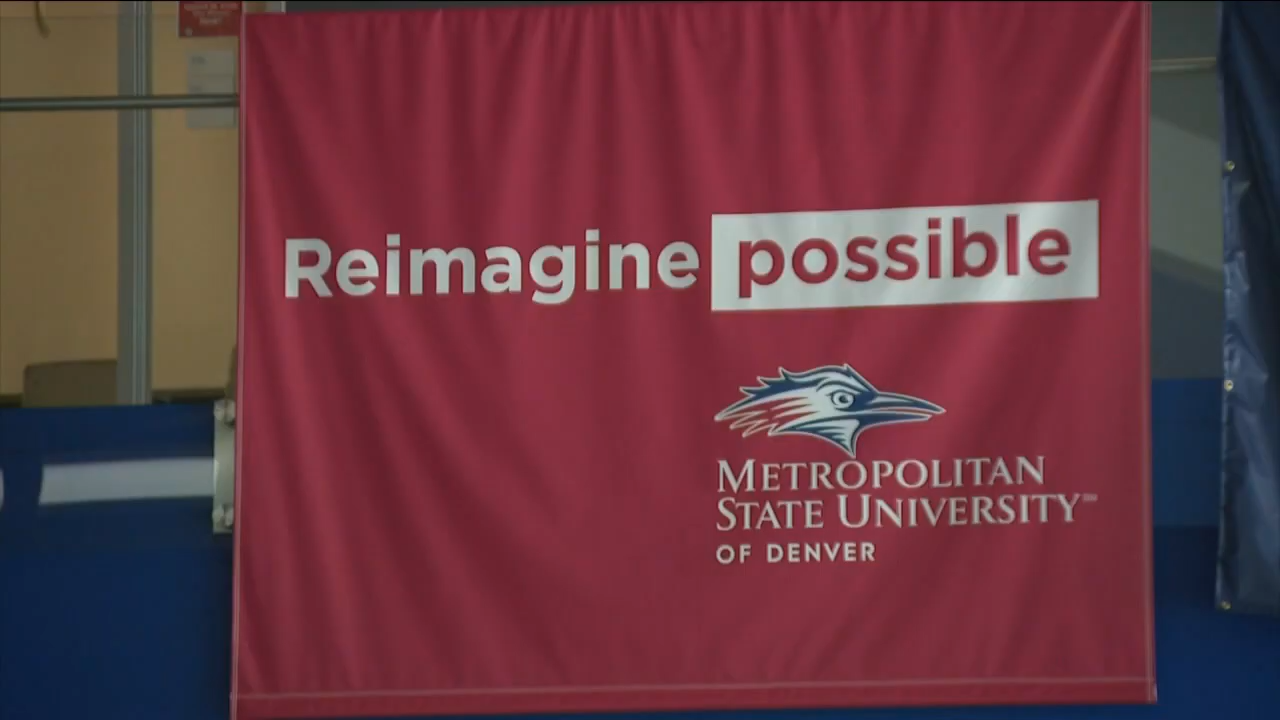 Reimagine possible
METROPOLITAN
STATE UNIVERSITY
OF DENVER